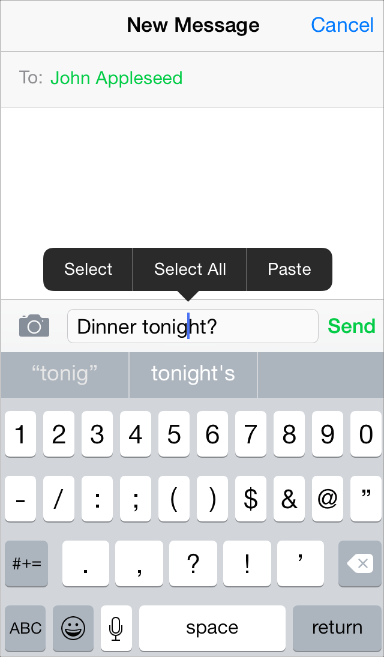 New Message Cancel
To: John Appleseed
Select Select All Paste
Dinner tonight? Send
“tonig” tonight's
1 2 3 4 5 6 7 8 9 0
- / : ; ( ) $ & @ ”
#+= . , ? ! ’
ABC space return